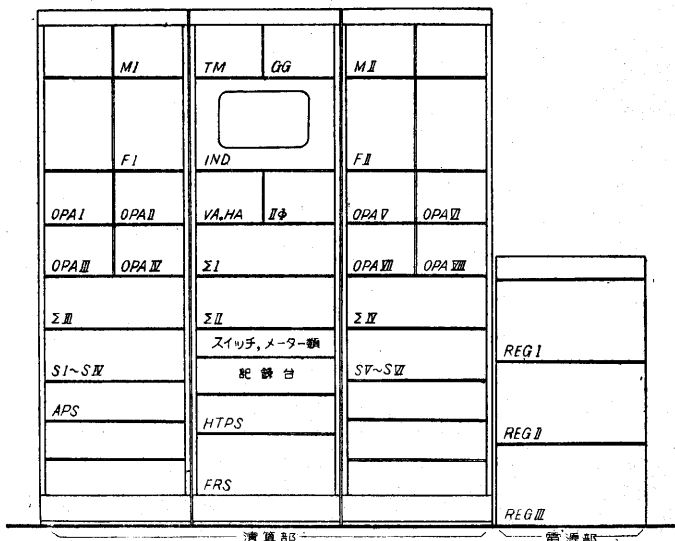 MⅠ TM GG MⅡ
FⅠ IND FⅡ
OPAⅠ OPAⅡ VA.HA ⅡΦ OPAⅤ OPAⅥ
OPAⅢ OPAⅣ ΣⅠ OPAⅦ OPAⅧ
ΣⅢ ΣⅡ ΣⅣ
スイッチ,メーター類
REGⅠ
SⅠ~SⅣ 記録台 SⅤ~SⅥ
APS
HTPS
REGⅡ
FRS
REGⅢ
演算部 電源部